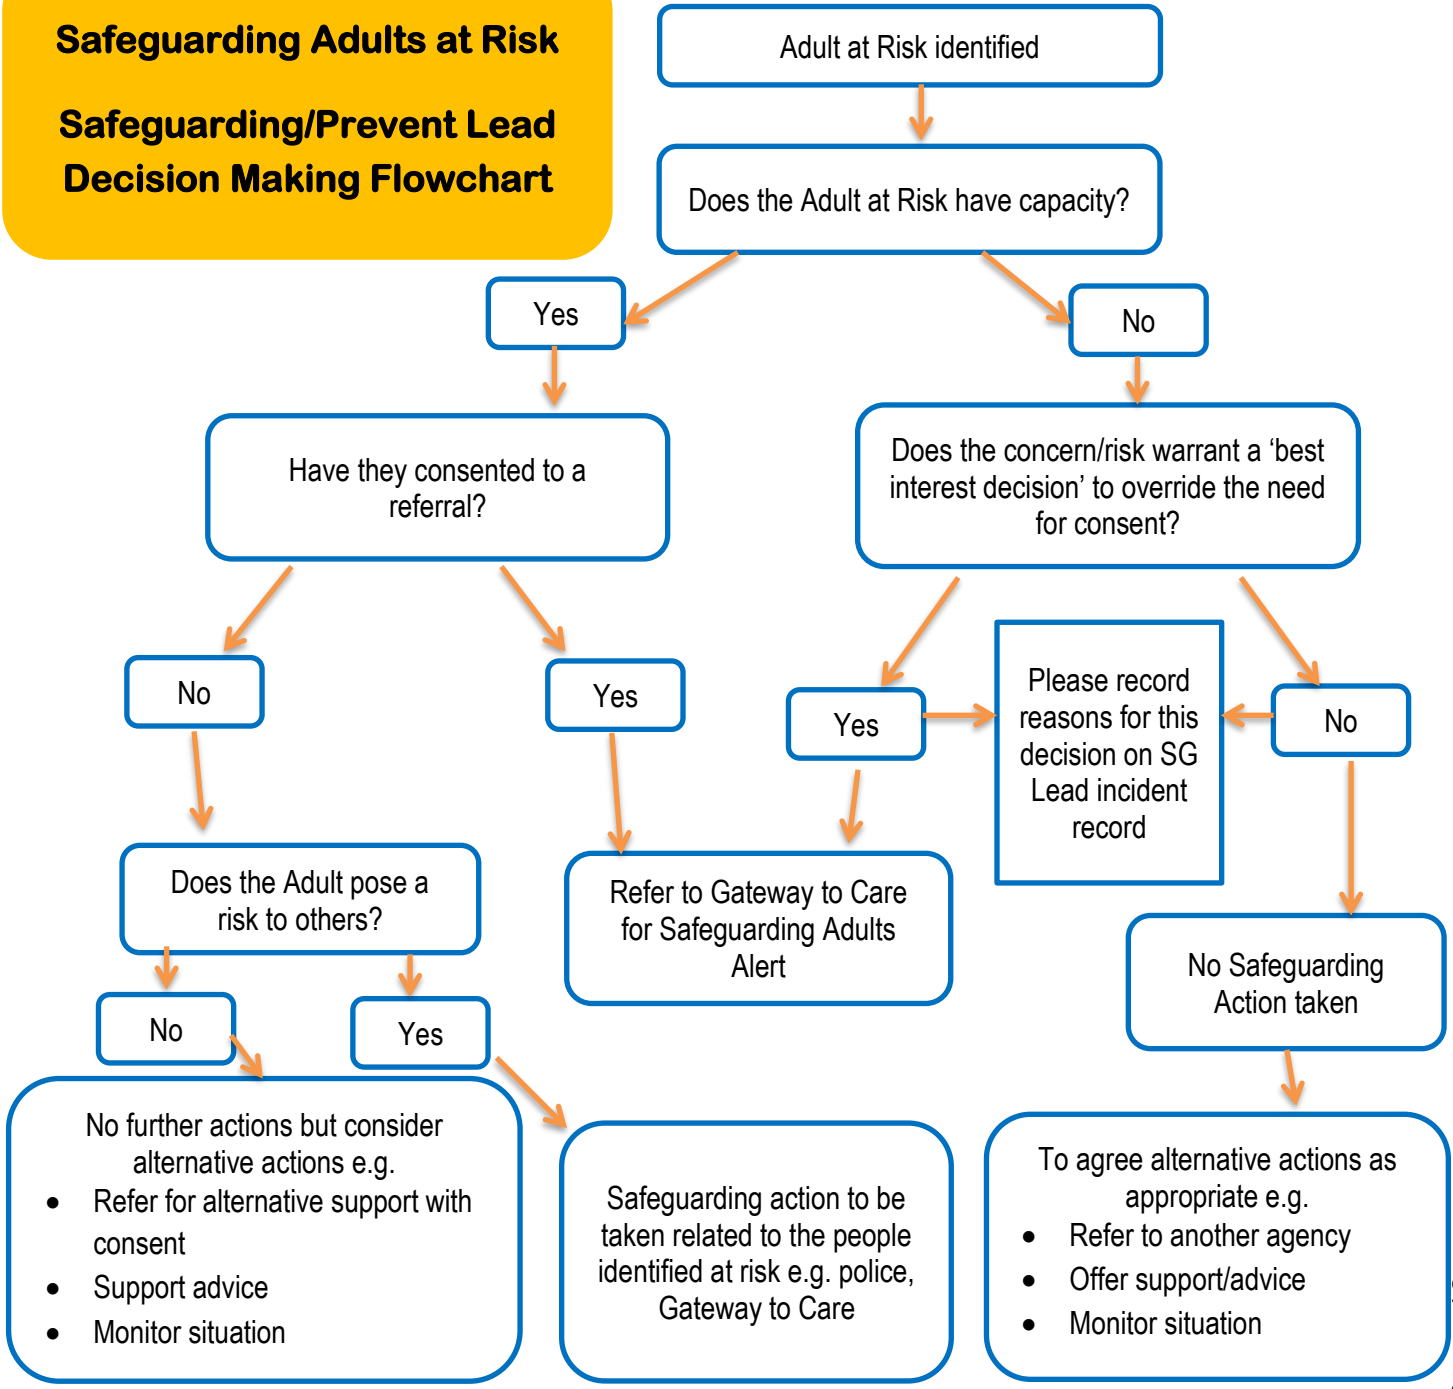 Safeguarding Adults at Risk
Safeguarding/Prevent Lead
Decision Making Flowchart
Adult at Risk identified
Does the Adult at Risk have capacity?
Yes
No
Have they consented to a
referral?
Does the concern/risk warrant a ‘best
interest decision’ to override the need
for consent?
No
Yes
Yes
Please record
reasons for this
decision on SG
Lead incident
record
No
Does the Adult pose a
risk to others?
Refer to Gateway to Care
for Safeguarding Adults
Alert
No Safeguarding
Action taken
No
Yes
No further actions but consider
alternative actions e.g.
• Refer for alternative support with
consent
• Support advice
• Monitor situation
Safeguarding action to be
taken related to the people
identified at risk e.g. police,
Gateway to Care
To agree alternative actions as
appropriate e.g.
• Refer to another agency
• Offer support/advice
• Monitor situation